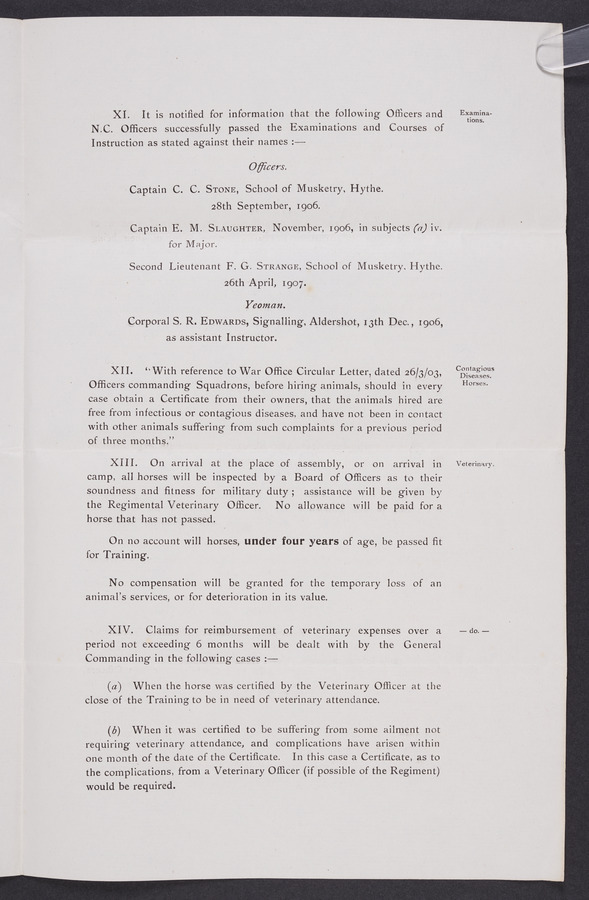 XI. It is notified for information that the following Officers and
Examina-
tions.
N.C. Officers successfully passed the Examinations and Courses of
Instruction as stated against their names :—
Officers.
Captain C. C. STONE, School of Musketry, Hythe.
28th September, 1906.
Captain E. M. SLAUGHTER, November, 1906, in subjects (a) iv.
for Major.
Second Lieutenant F. G. STRANGE, School of Musketry, Hythe.
26th April, 1907.
Yeoman.
Corporal S. R. EDWARDS, Signalling, Aldershot, 13th Dec., 1906,
as assistant Instructor.
XII. "With reference to War Office Circular Letter, dated 26/3/03,
Contagious
Diseases,
Horses.
Officers commanding Squadrons, before hiring animals, should in every
case obtain a Certificate from their owners, that the animals hired are
free from infectious or contagious diseases, and have not been in contact
with other animals suffering from such complaints for a previous period
of three months."
XIII. On arrival at the place of assembly, or on arrival in
Veterinary.
camp, all horses will be inspected by a Board of Officers as to their
soundness and fitness for military duty ; assistance will be given by
the Regimental Veterinary Officer. No allowance will be paid for a
horse that has not passed.
On no account will horses, under four years of age, be passed fit
for Training.
No compensation will be granted for the temporary loss of an
animal's services, or for deterioration in its value.
XIV. Claims for reimbursement of veterinary expenses over a
— do. —
period not exceeding 6 months will be dealt with by the General
Commanding in the following cases :—
(a) When the horse was certified by the Veterinary Officer at the
close of the Training to be in need of veterinary attendance.
(b) When it was certified to be suffering from some ailment not
requiring veterinary attendance, and complications have arisen within
one month of the date of the Certificate. In this case a Certificate, as to
the complications, from a Veterinary Officer (if possible of the Regiment)
would be required.